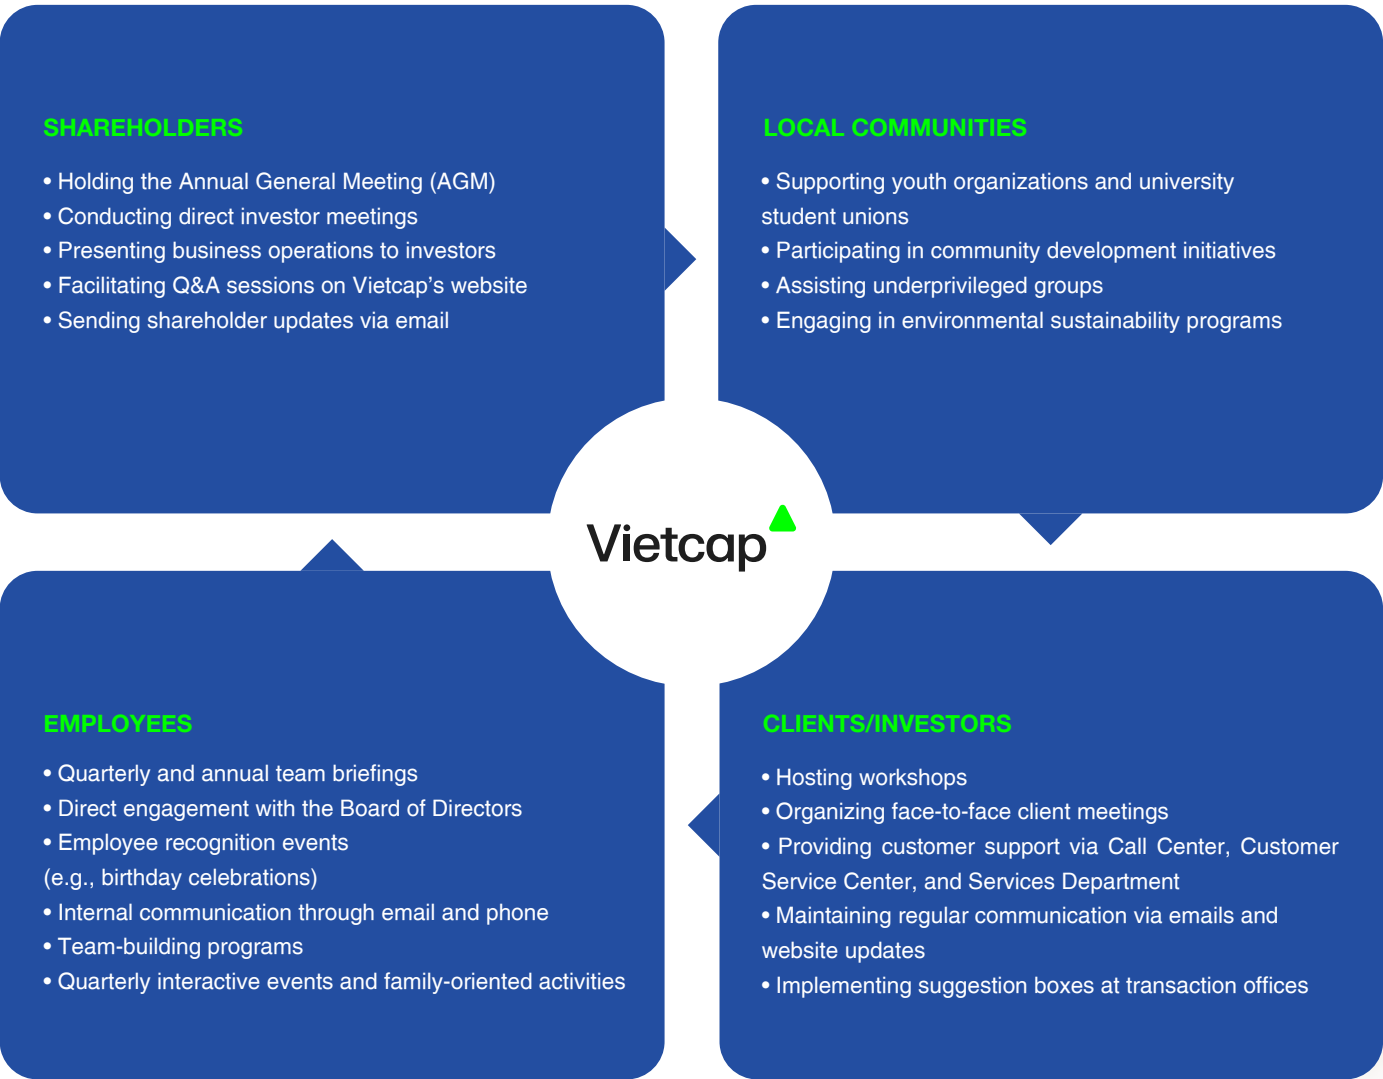 SHAREHOLDERS
• Holding the Annual General Meeting (AGM)
• Conducting direct investor meetings
• Presenting business operations to investors
• Facilitating Q&A sessions on Vietcap’s website
• Sending shareholder updates via email
LOCAL COMMUNITIES
• Supporting youth organizations and university
student unions
• Participating in community development initiatives
• Assisting underprivileged groups
• Engaging in environmental sustainability programs
Vietcap
EMPLOYEES
• Quarterly and annual team briefings
• Direct engagement with the Board of Directors
• Employee recognition events
(e.g., birthday celebrations)
• Internal communication through email and phone
• Team-building programs
• Quarterly interactive events and family-oriented activities
CLIENTS/INVESTORS
• Hosting workshops
• Organizing face-to-face client meetings
• Providing customer support via Call Center, Customer
Service Center, and Services Department
• Maintaining regular communication via emails and
website updates
• Implementing suggestion boxes at transaction offices